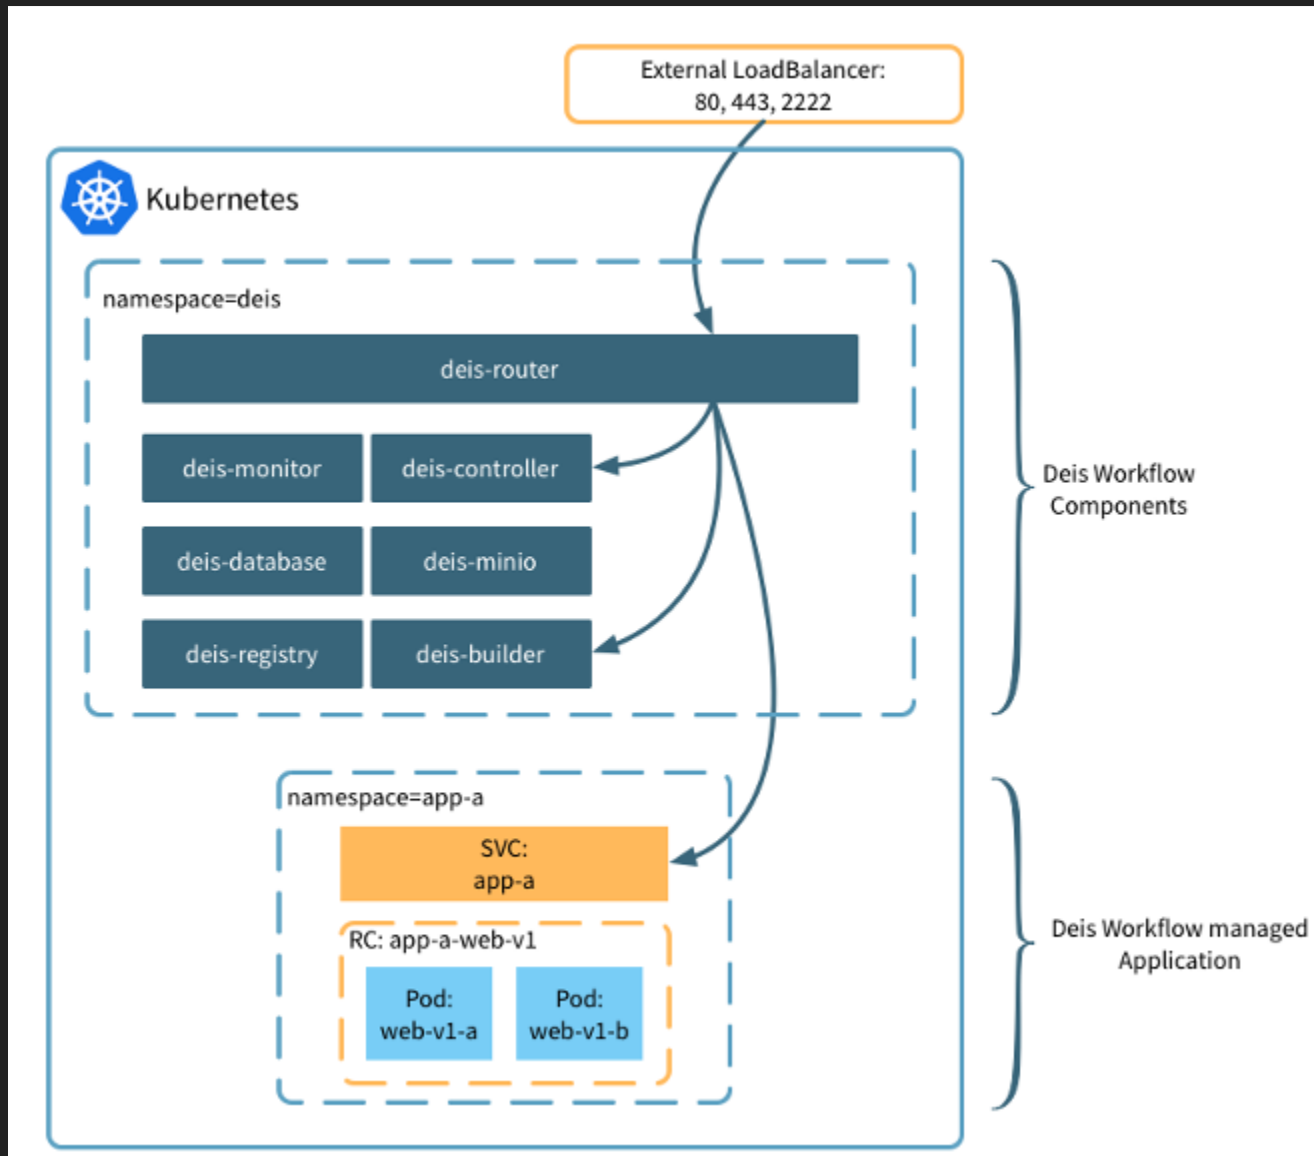 External LoadBalancer:
80, 443, 2222
Kubernetes
namespace=deis
deis-router
deis-monitor
deis-controller
deis-database
deis-minio
deis-registry
deis-builder
Deis Workflow
Components
namespace=app-a
SVC:
app-a
RC: app-a-web-v1
Pod:
web-v1-a
Pod:
web-v1-b
Deis Workflow managed
Application